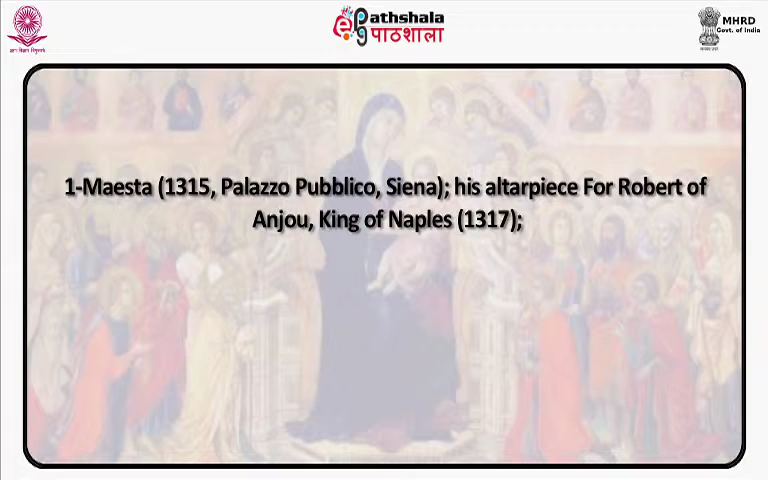 Pathshala
पाठशाला
MHRD
Govt. of India
1-Maesta (1315, Palazzo Pubblico, Siena); his altarpiece For Robert of
Anjou, King of Naples (1317);